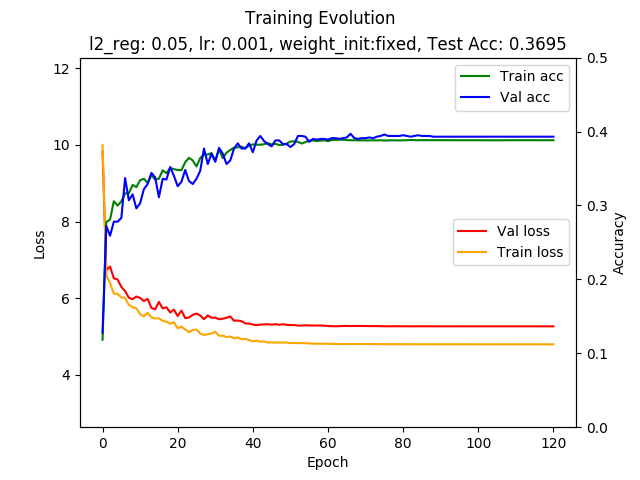 Training Evolution
l2_reg: 0.05, lr: 0.001, weight_init:fixed, Test Acc: 0.3695
Train acc
Val acc
Val loss
Train loss
Loss
12
10
8
6
4
Accuracy
0.5
0.4
0.3
0.2
0.1
0.0
0
20
40
60
80
100
120
Epoch